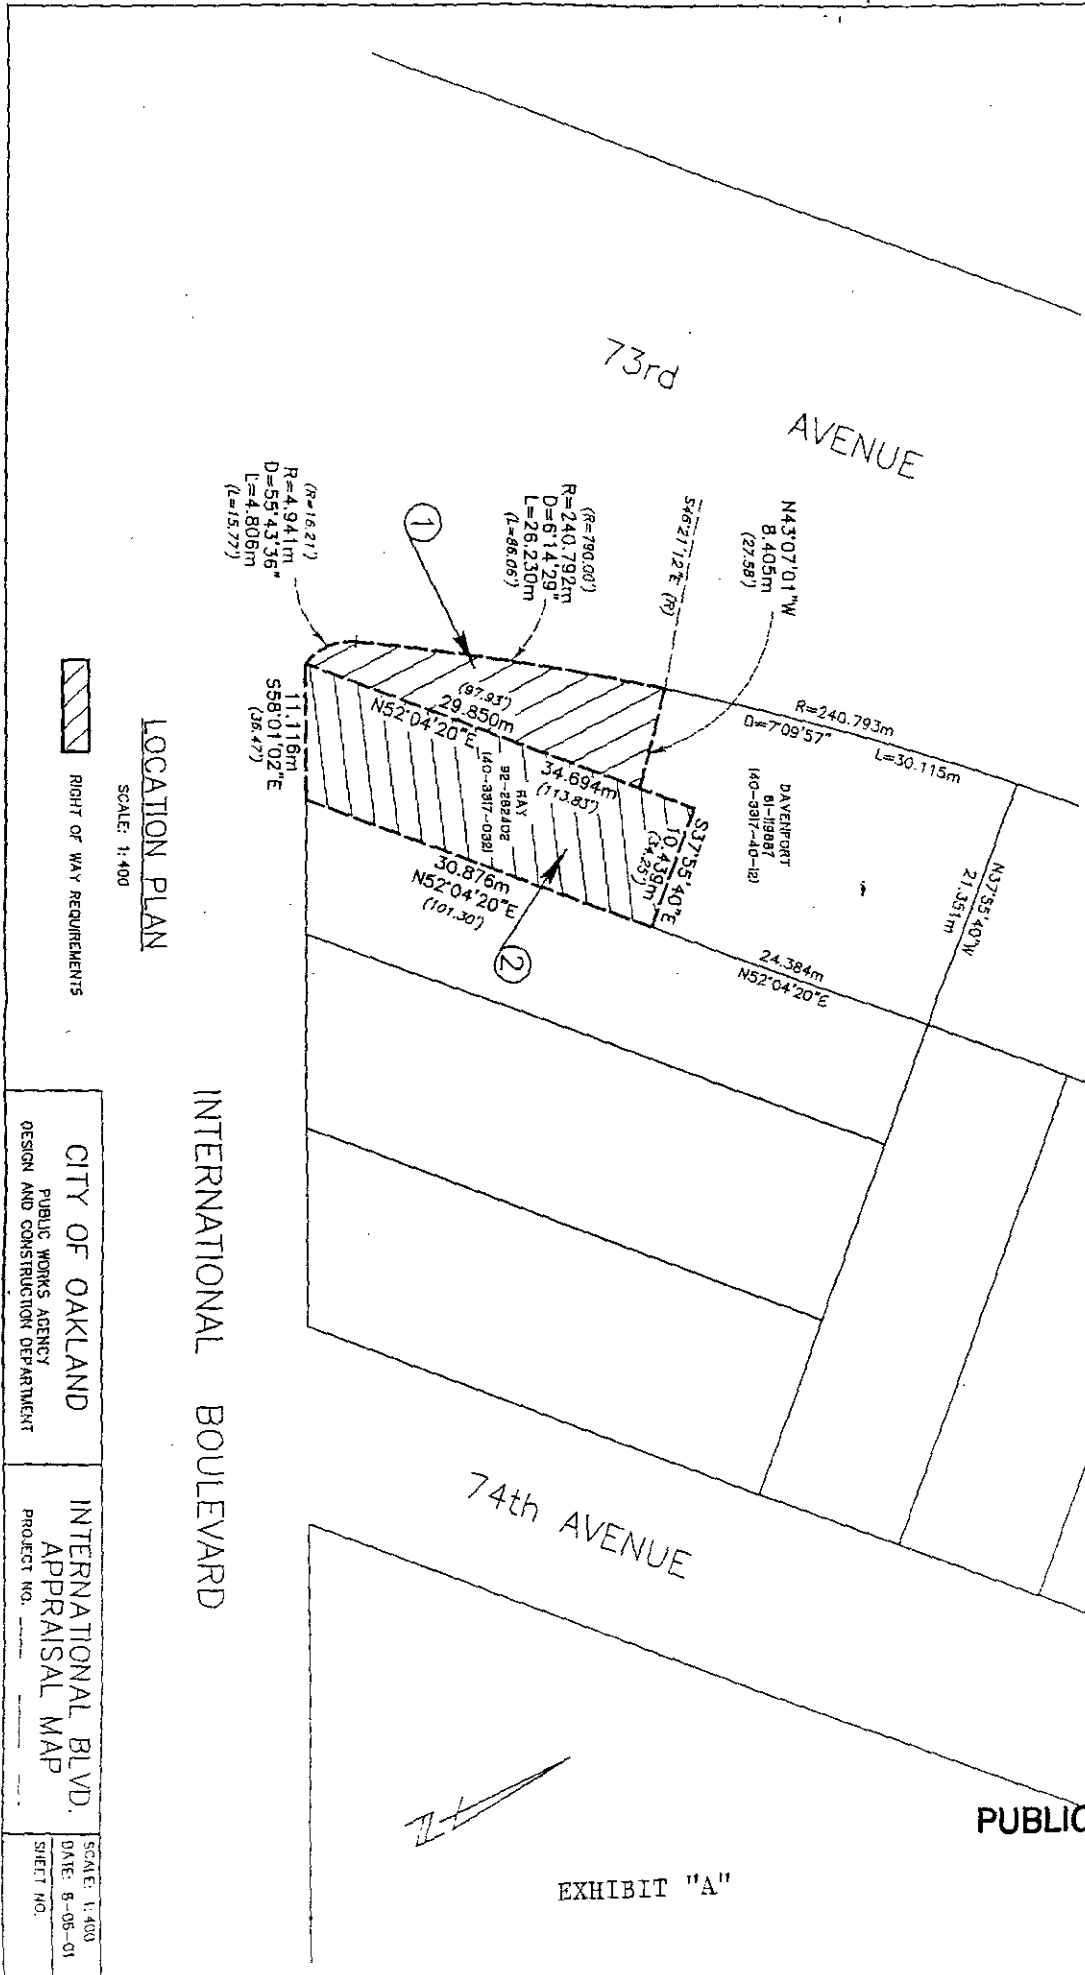 73rd
AVENUE
N43°07'01"W
8.405m
(27.58')
S46°21'12"E (R)
(R=790.00')
R=240.792m
D=6°14'29"
L=26.230m
(L=86.06')
1
(R=16.21')
R=4.941m
D=55°43'36"
L=4.806m
(L=15.77')
R=240.793m
D=7°09'57"
L=30.115m
DAVENPORT
81-119887
(40-3317-40-12)
N37°55'40"W
21.351m
(97.93')
29.850m
N52°04'20"E
34.694m
(113.83')
RAY
92-282402
(40-3317-039)
S37°55'40"E
10.439m
(34.25')
30.876m
N52°04'20"E
(101.30')
2
24.384m
N52°04'20"E
11.116m
S58°01'02"E
(36.47')
LOCATION PLAN
SCALE: 1:400
RIGHT OF WAY REQUIREMENTS
INTERNATIONAL BOULEVARD
74th AVENUE
CITY OF OAKLAND
PUBLIC WORKS AGENCY
DESIGN AND CONSTRUCTION DEPARTMENT
INTERNATIONAL BLVD.
APPRAISAL MAP
PROJECT NO.
SCALE: 1:400
DATE: 8-06-01
SHEET NO.
EXHIBIT "A"
PUBLIC